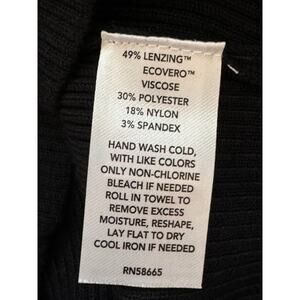 49% LENZING™
ECOVERO™
VISCOSE
30% POLYESTER
18% NYLON
3% SPANDEX
HAND WASH COLD,
WITH LIKE COLORS
ONLY NON-CHLORINE
BLEACH IF NEEDED
ROLL IN TOWEL TO
REMOVE EXCESS
MOISTURE, RESHAPE,
LAY FLAT TO DRY
COOL IRON IF NEEDED
RN58665